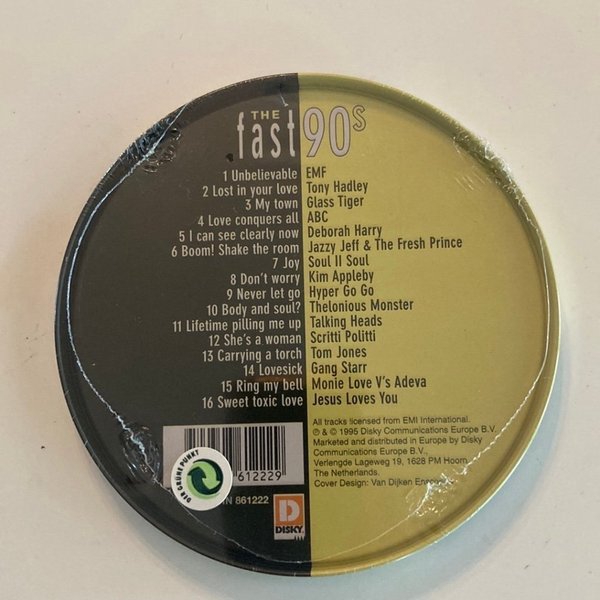 THE
fast 90s
1 Unbelievable EMF
2 Lost in your love Tony Hadley
3 My town Glass Tiger
4 Love conquers all ABC
5 I can see clearly now Deborah Harry
6 Boom! Shake the room Jazzy Jeff & The Fresh Prince
7 Joy Soul II Soul
8 Don't worry Kim Appleby
9 Never let go Hyper Go Go
10 Body and soul? Thelonious Monster
11 Lifetime pilling me up Talking Heads
12 She's a woman Scritti Politti
13 Carrying a torch Tom Jones
14 Lovesick Gang Starr
15 Ring my bell Monie Love V's Adeva
16 Sweet toxic love Jesus Loves You
All tracks licensed from EMI International.
℗ & © 1995 Disky Communications Europe B.V.
Marketed and distributed in Europe by Disky
Communications Europe B.V.,
Verlengde Lageweg 19, 1628 PM Hoorn,
The Netherlands.
Cover Design: Van Dijken
612229
DER GRÜNE PUNKT
861222
DISKY